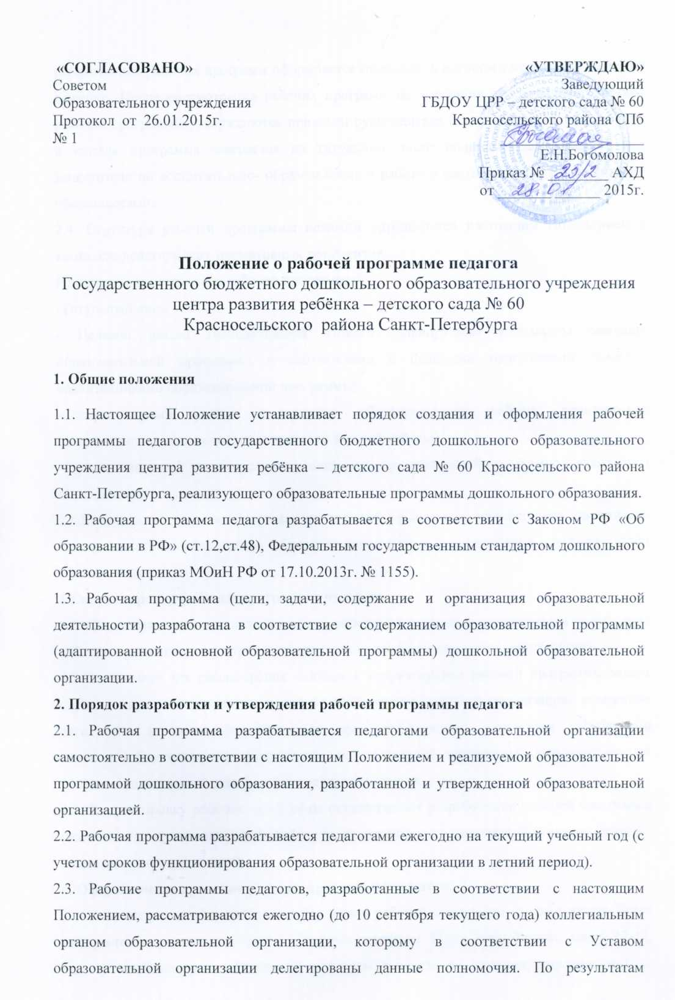 «СОГЛАСОВАНО»
Советом
Образовательного учреждения
Протокол от 26.01.2015г.
№ 1
«УТВЕРЖДАЮ»
Заведующий
ГБДОУ ЦРР – детского сада № 60
Красносельского района СПб
Е.Н.Богомолова
Приказ № 23/2 АХД
от 28.01 2015г.
Положение о рабочей программе педагога
Государственного бюджетного дошкольного образовательного учреждения
центра развития ребёнка – детского сада № 60
Красносельского района Санкт-Петербурга
1. Общие положения
1.1. Настоящее Положение устанавливает порядок создания и оформления рабочей
программы педагогов государственного бюджетного дошкольного образовательного
учреждения центра развития ребёнка – детского сада № 60 Красносельского района
Санкт-Петербурга, реализующего образовательные программы дошкольного образования.
1.2. Рабочая программа педагога разрабатывается в соответствии с Законом РФ «Об
образовании в РФ» (ст.12,ст.48), Федеральным государственным стандартом дошкольного
образования (приказ МОиН РФ от 17.10.2013г. № 1155).
1.3. Рабочая программа (цели, задачи, содержание и организация образовательной
деятельности) разработана в соответствие с содержанием образовательной программы
(адаптированной основной образовательной программы) дошкольной образовательной
организации.
2. Порядок разработки и утверждения рабочей программы педагога
2.1. Рабочая программа разрабатывается педагогами образовательной организации
самостоятельно в соответствии с настоящим Положением и реализуемой образовательной
программой дошкольного образования, разработанной и утвержденной образовательной
организацией.
2.2. Рабочая программа разрабатывается педагогами ежегодно на текущий учебный год (с
учетом сроков функционирования образовательной организации в летний период).
2.3. Рабочие программы педагогов, разработанные в соответствии с настоящим
Положением, рассматриваются ежегодно (до 10 сентября текущего года) коллегиальным
органом образовательной организации, которому в соответствии с Уставом
образовательной организации делегированы данные полномочия. По результатам